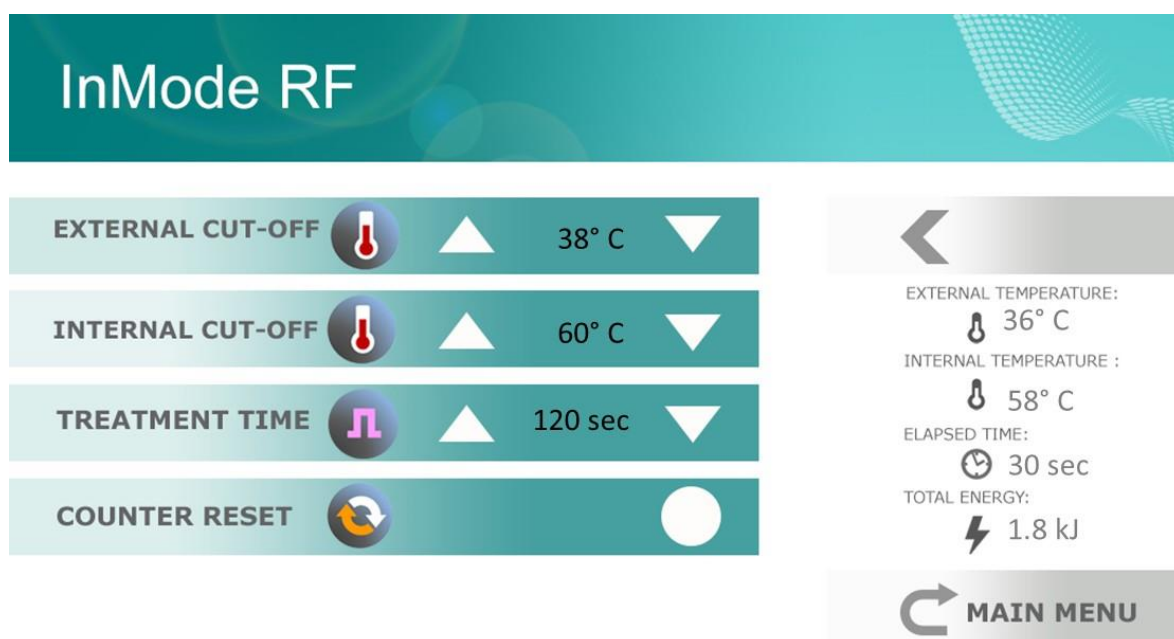 InMode RF
EXTERNAL CUT-OFF 38° C
INTERNAL CUT-OFF 60° C
TREATMENT TIME 120 sec
COUNTER RESET
EXTERNAL TEMPERATURE:
36° C
INTERNAL TEMPERATURE :
58° C
ELAPSED TIME:
30 sec
TOTAL ENERGY:
1.8 kJ
MAIN MENU